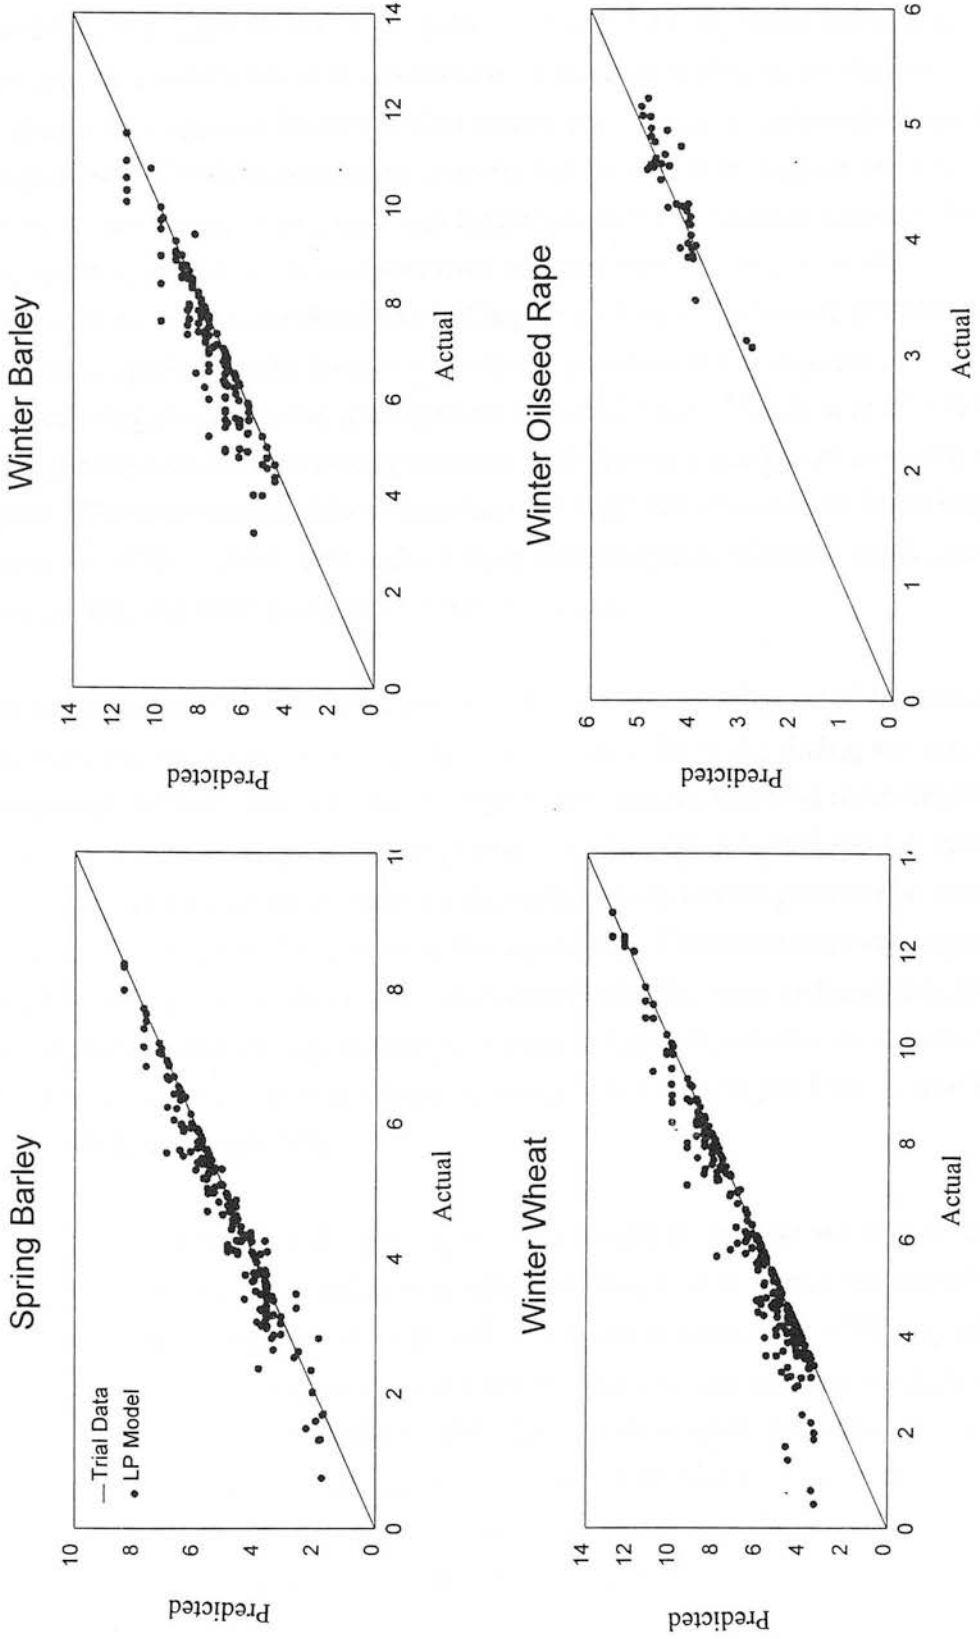 Spring Barley
— Trial Data
• LP Model
10
8
6
4
2
0
Predicted
0 2 4 6 8
Actual
Winter Barley
14
12
10
8
6
4
2
0
Predicted
0 2 4 6 8 10 12 14
Actual
Winter Wheat
14
12
10
8
6
4
2
0
Predicted
0 2 4 6 8 10 12
Actual
Winter Oilseed Rape
6
5
4
3
2
1
0
Predicted
0 1 2 3 4 5 6
Actual